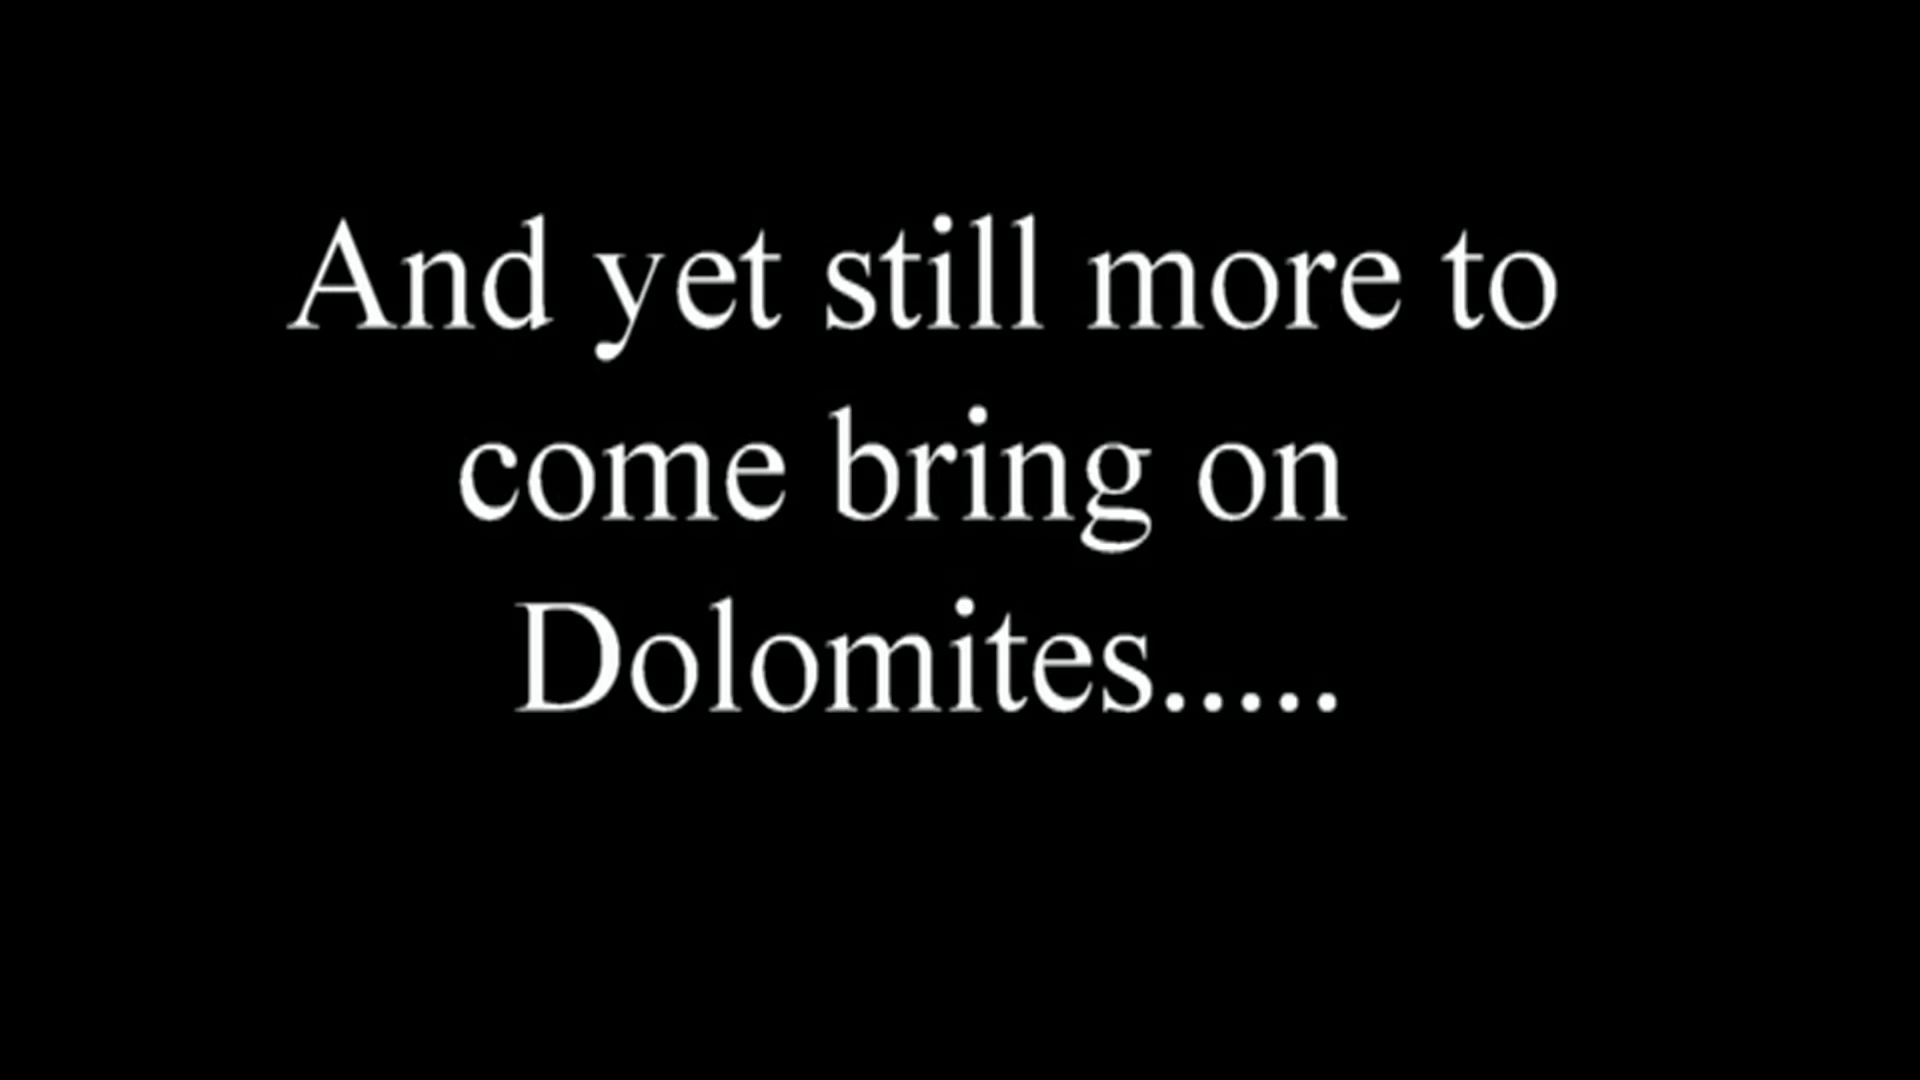 And yet still more to
come bring on
Dolomites.....